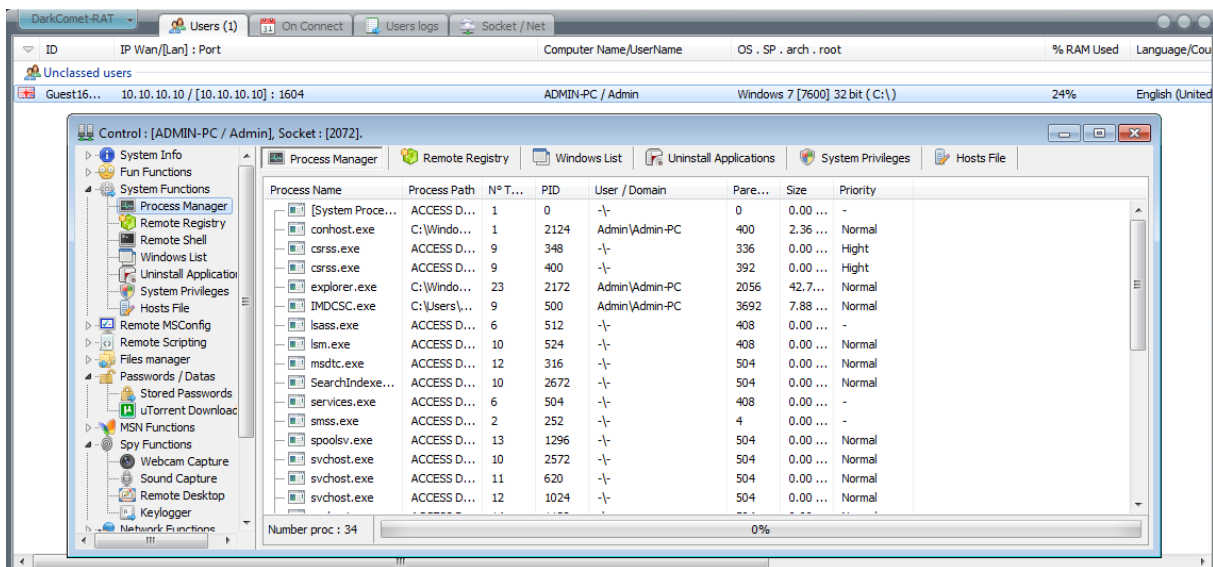 DarkComet-RAT Users (1) On Connect Users logs Socket / Net
ID IP Wan/[Lan] : Port Computer Name/UserName OS . SP . arch . root % RAM Used Language/Cou
Unclassed users
Guest16... 10.10.10.10 / [10.10.10.10] : 1604 ADMIN-PC / Admin Windows 7 [7600] 32 bit ( C:\ ) 24% English (United
Control : [ADMIN-PC / Admin], Socket : [2072].
System Info
Fun Functions
System Functions
Process Manager
Remote Registry
Remote Shell
Windows List
Uninstall Application
System Privileges
Hosts File
Remote MSConfig
Remote Scripting
Files manager
Passwords / Datas
Stored Passwords
uTorrent Download
MSN Functions
Spy Functions
Webcam Capture
Sound Capture
Remote Desktop
Keylogger
Network Functions
Process Manager Remote Registry Windows List Uninstall Applications System Privileges Hosts File
Process Name Process Path N° T... PID User / Domain Pare... Size Priority
[System Proce... ACCESS D... 1 0 -\- 0 0.00 ... -
conhost.exe C:\Windo... 1 2124 Admin\Admin-PC 400 2.36 ... Normal
csrss.exe ACCESS D... 9 348 -\- 336 0.00 ... Hight
csrss.exe ACCESS D... 9 400 -\- 392 0.00 ... Hight
explorer.exe C:\Windo... 23 2172 Admin\Admin-PC 2056 42.7... Normal
IMDCSC.exe C:\Users\... 9 500 Admin\Admin-PC 3692 7.88 ... Normal
lsass.exe ACCESS D... 6 512 -\- 408 0.00 ... -
lsm.exe ACCESS D... 10 524 -\- 408 0.00 ... Normal
msdtc.exe ACCESS D... 12 316 -\- 504 0.00 ... Normal
SearchIndexe... ACCESS D... 10 2672 -\- 504 0.00 ... Normal
services.exe ACCESS D... 6 504 -\- 408 0.00 ... -
smss.exe ACCESS D... 2 252 -\- 4 0.00 ... -
spoolsv.exe ACCESS D... 13 1296 -\- 504 0.00 ... Normal
svchost.exe ACCESS D... 10 2572 -\- 504 0.00 ... Normal
svchost.exe ACCESS D... 11 620 -\- 504 0.00 ... Normal
svchost.exe ACCESS D... 12 1024 -\- 504 0.00 ... Normal
Number proc : 34 0%